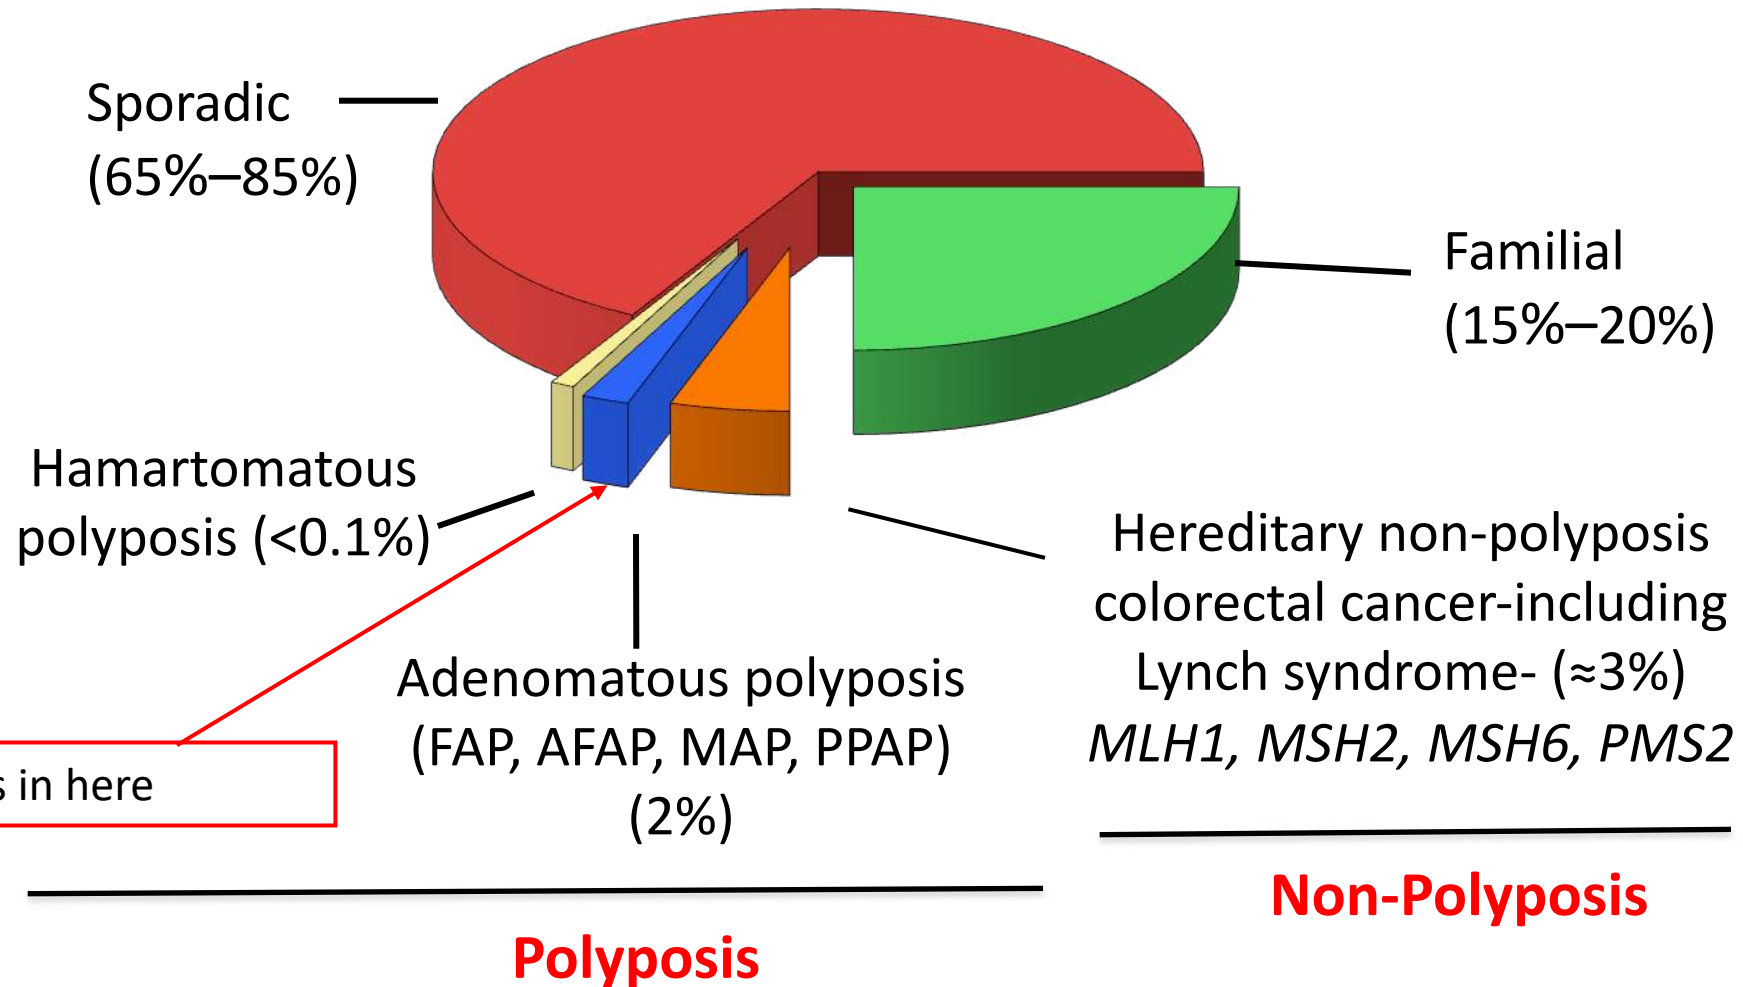 Sporadic
(65%–85%)
Familial
(15%–20%)
Hamartomatous
polyposis (<0.1%)
Hereditary non-polyposis
colorectal cancer-including
Lynch syndrome- (≈3%)
MLH1, MSH2, MSH6, PMS2
Adenomatous polyposis
(FAP, AFAP, MAP, PPAP)
(2%)
in here
Non-Polyposis
Polyposis